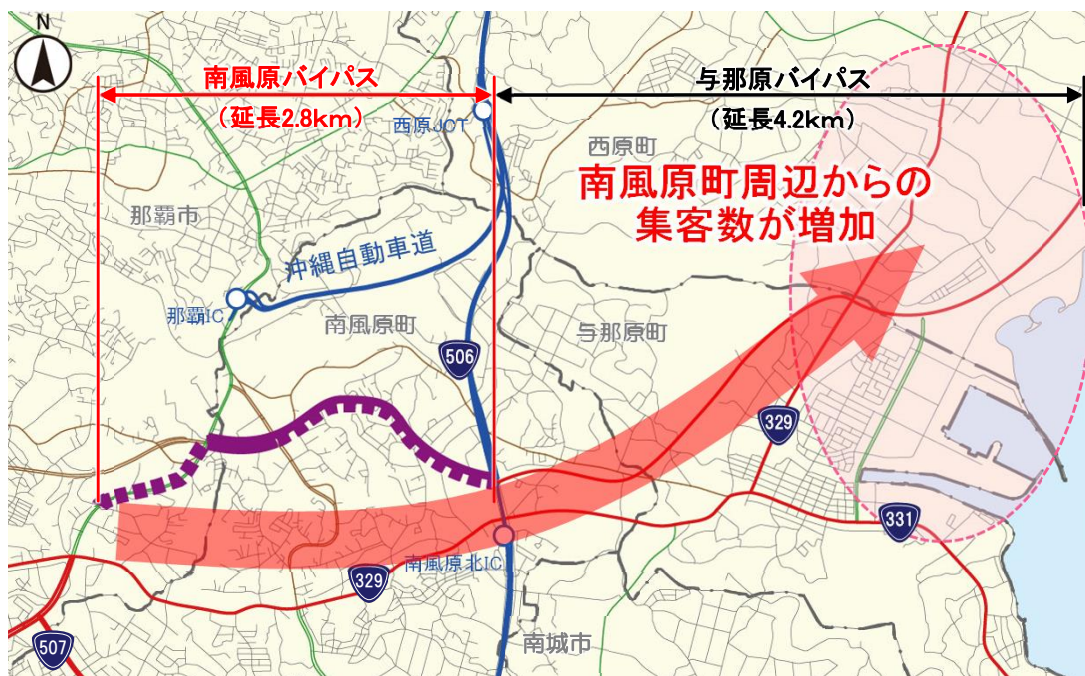 N
南風原バイパス
（延長2.8km）
与那原バイパス
（延長4.2km）
西原JCT
西原町
南風原町周辺からの
集客数が増加
那覇市
沖縄自動車道
那覇IC
南風原町
与那原町
506
329
331
南風原北IC
329
507
南城市